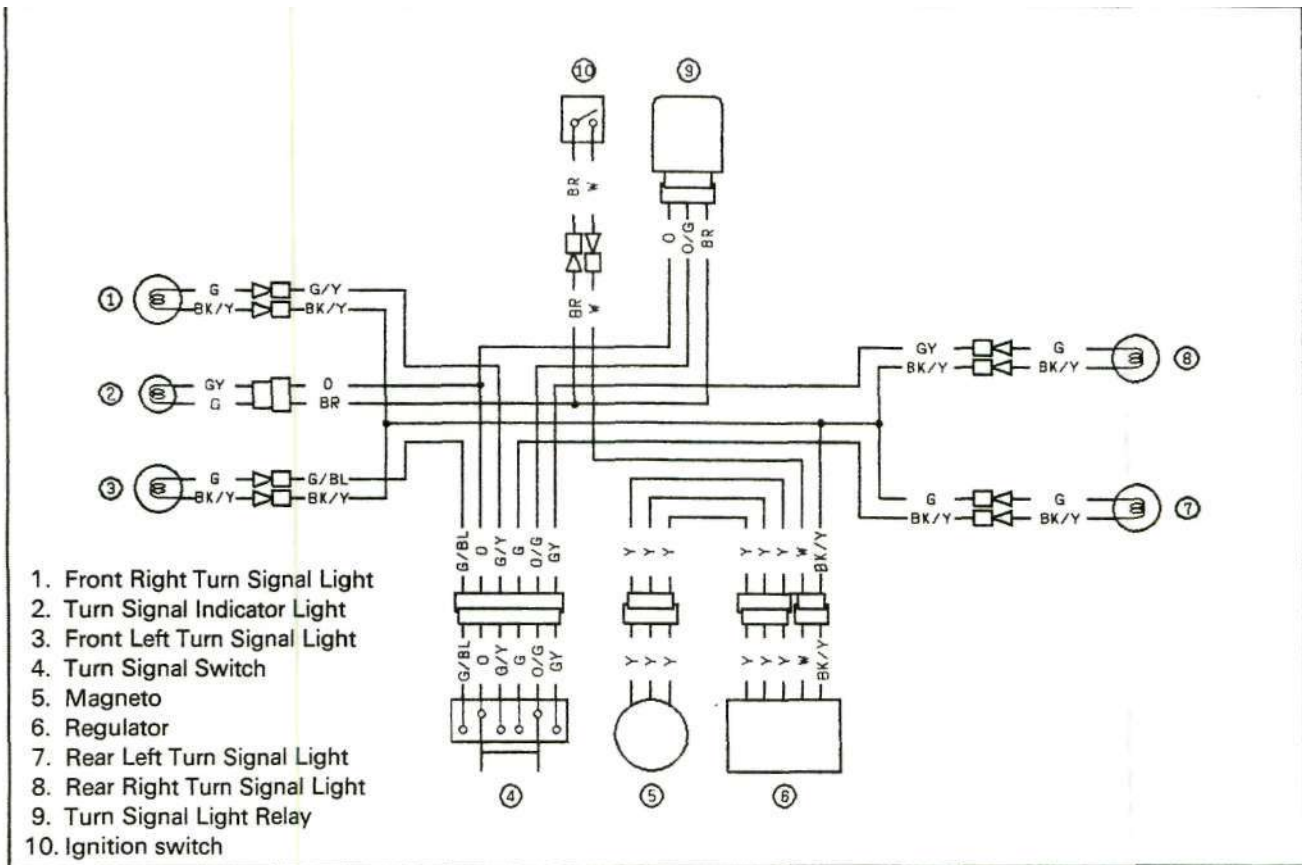 10
9
BR
W
O
O/G
BR
BR
W
1
G
G/Y
BK/Y
BK/Y
2
GY
O
G
BR
3
G
G/BL
BK/Y
BK/Y
GY
G
8
BK/Y
BK/Y
G
G
7
BK/Y
BK/Y
G/BL
O
G/Y
G
O/G
GY
Y
Y
Y
Y
Y
Y
W
BK/Y
G/BL
O
G/Y
G
O/G
GY
Y
Y
Y
Y
Y
Y
W
BK/Y
4
5
6
1. Front Right Turn Signal Light
2. Turn Signal Indicator Light
3. Front Left Turn Signal Light
4. Turn Signal Switch
5. Magneto
6. Regulator
7. Rear Left Turn Signal Light
8. Rear Right Turn Signal Light
9. Turn Signal Light Relay
10. Ignition switch